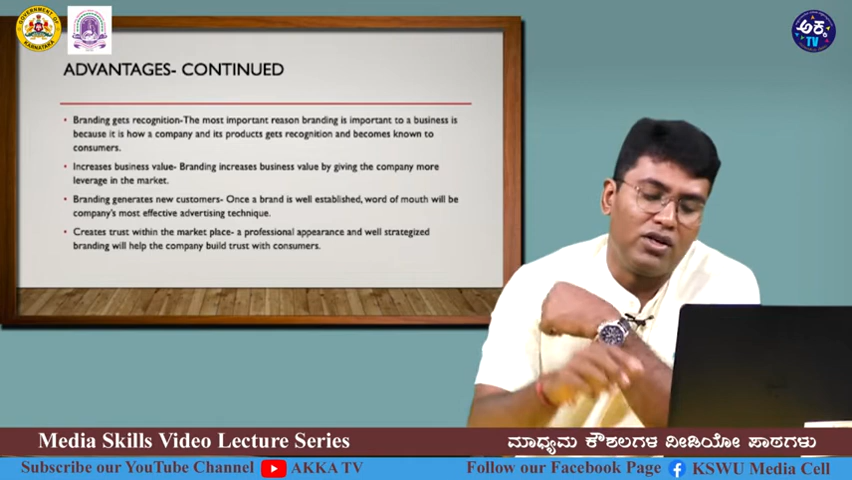 GOVERNMENT OF
KARNATAKA
ಅಕ್ಕ
TV
ADVANTAGES- CONTINUED
• Branding gets recognition-The most important reason branding is important to a business is
because it is how a company and its products gets recognition and becomes known to
consumers.
• Increases business value- Branding increases business value by giving the company more
leverage in the market.
• Branding generates new customers- Once a brand is well established, word of mouth will be
company's most effective advertising technique.
• Creates trust within the market place- a professional appearance and well strategized
branding will help the company build trust with consumers.
Media Skills Video Lecture Series
ಮಾಧ್ಯಮ ಕೌಶಲಗಳ ವೀಡಿಯೋ ಪಾಠಗಳು
Subscribe our YouTube Channel AKKA TV
Follow our Facebook Page KSWU Media Cell